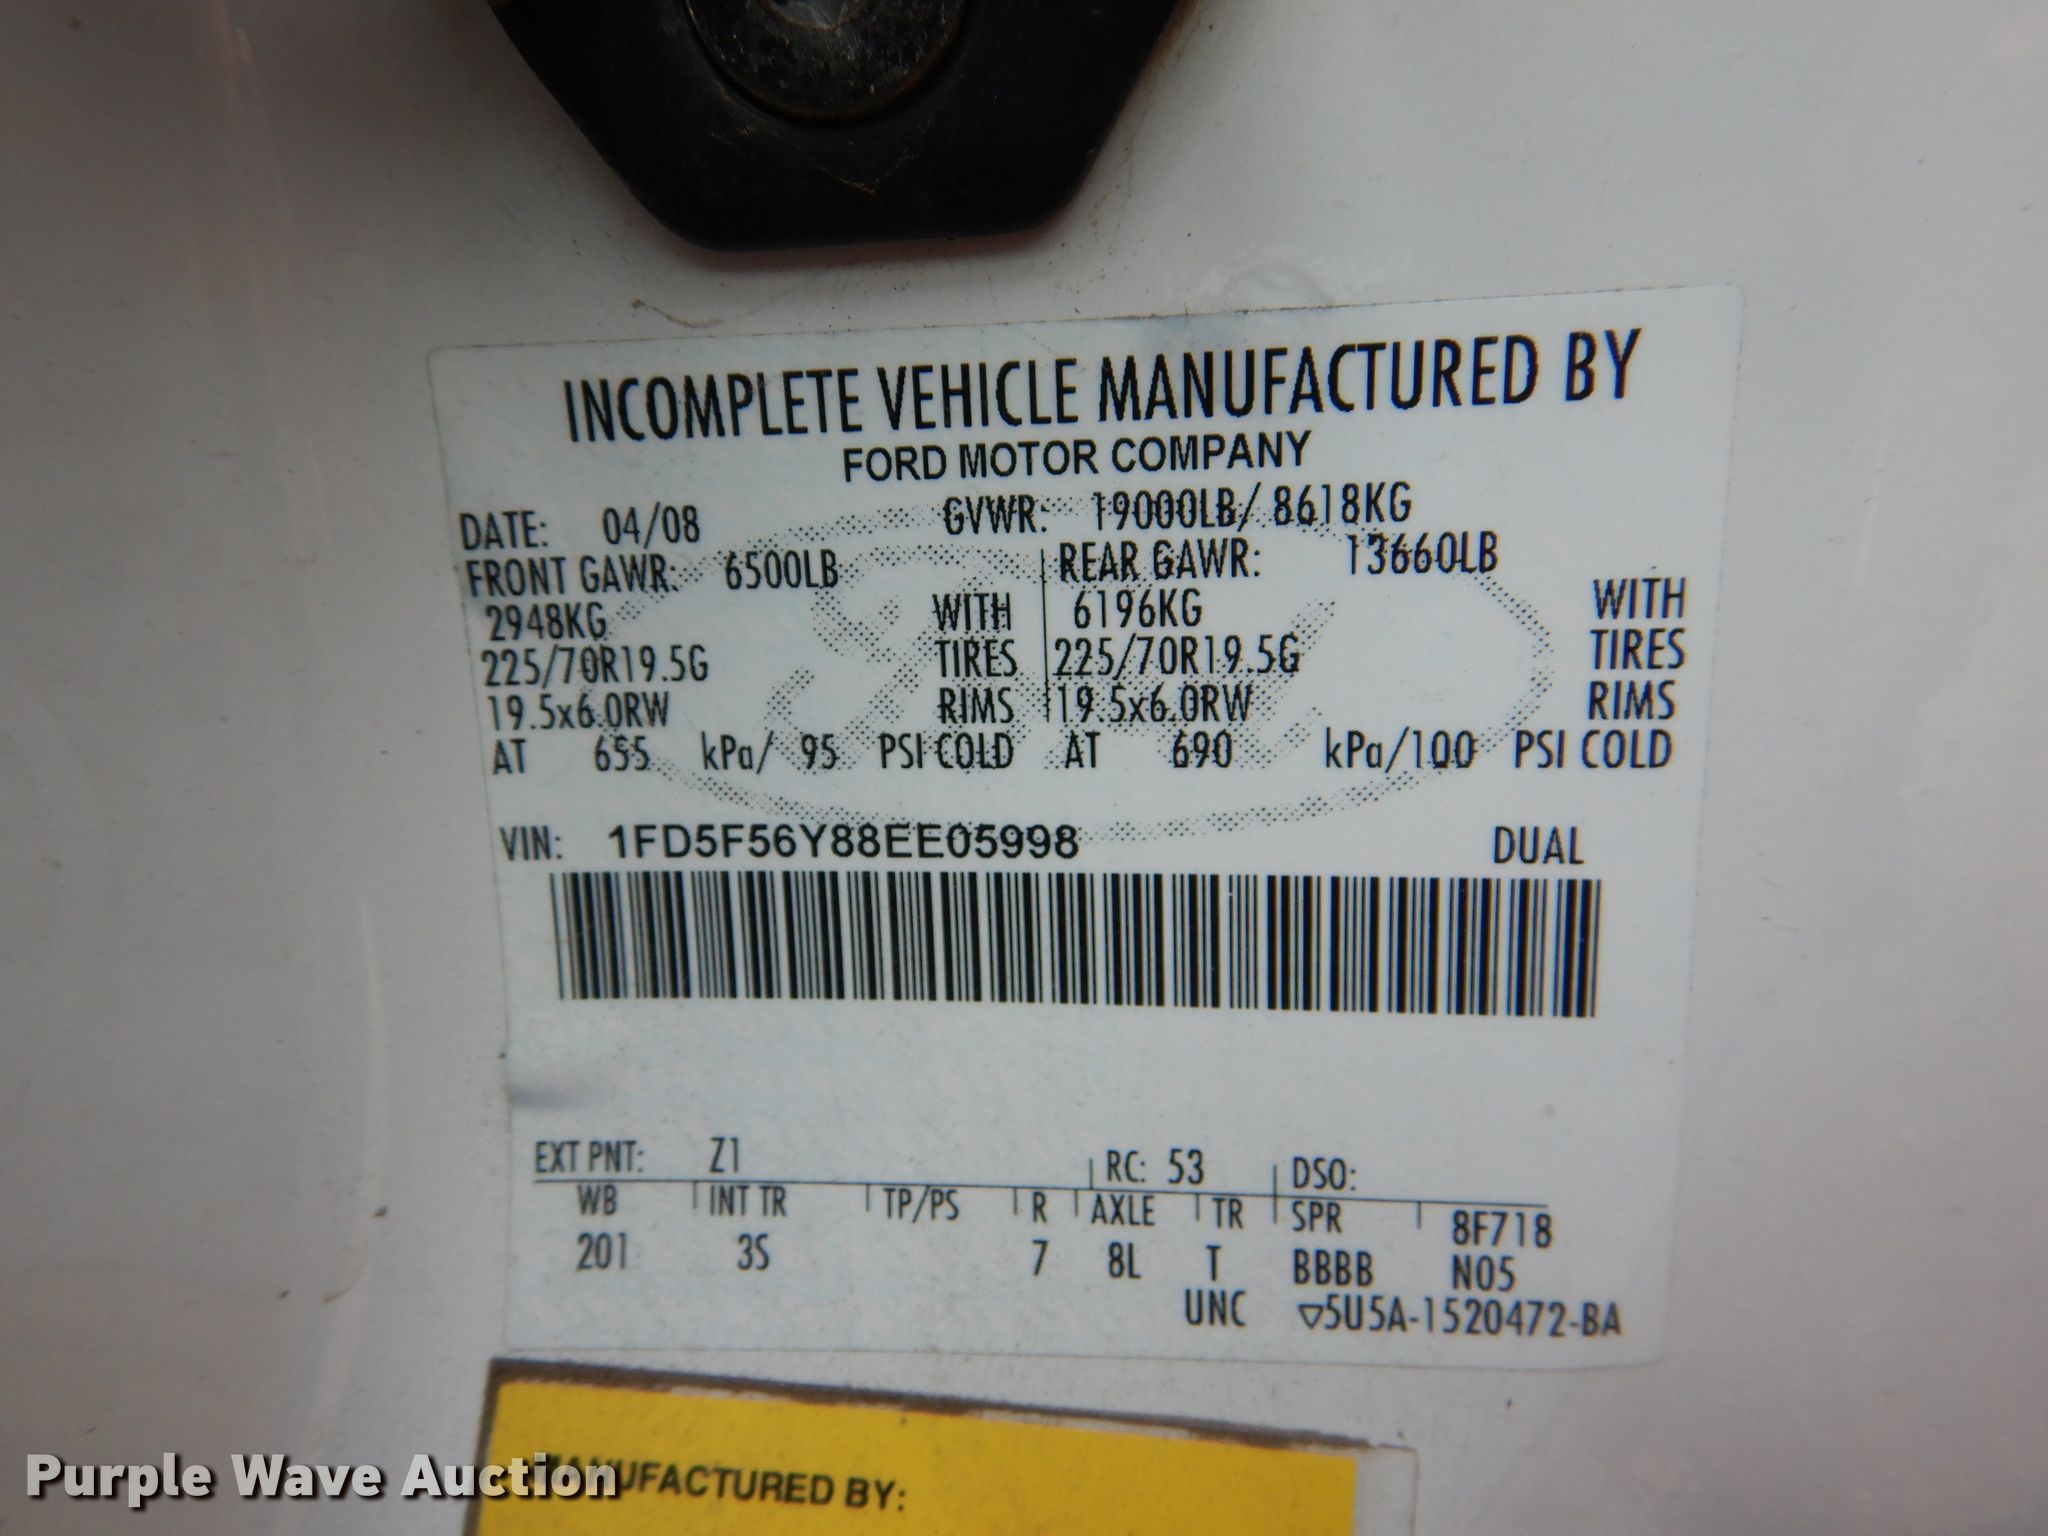 INCOMPLETE VEHICLE MANUFACTURED BY
FORD MOTOR COMPANY
DATE: 04/08 GVWR: 19000LB/ 8618KG
FRONT GAWR: 6500LB REAR GAWR: 13660LB
2948KG WITH 6196KG WITH
225/70R19.5G TIRES 225/70R19.5G TIRES
19.5x6.0RW RIMS 19.5x6.0RW RIMS
AT 655 kPa/ 95 PSI COLD AT 690 kPa/100 PSI COLD
VIN: 1FD5F56Y88EE05998 DUAL
EXT PNT: Z1 RC: 53 DSO:
WB INT TR TP/PS R AXLE TR SPR 8F718
201 3S 7 8L T BBBB N05
UNC ▽5U5A-1520472-BA
MANUFACTURED BY:
Purple Wave Auction